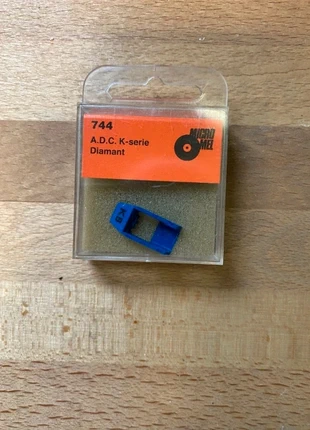 744
A.D.C. K-serie
Diamant
MICRO
MEL